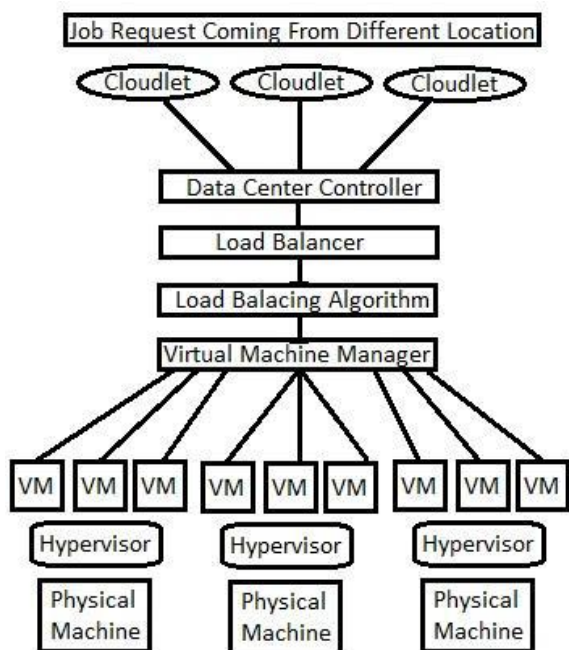 Job Request Coming From Different Location
Cloudlet Cloudlet Cloudlet
Data Center Controller
Load Balancer
Load Balacing Algorithm
Virtual Machine Manager
VM VM VM VM VM VM VM VM VM
Hypervisor Hypervisor Hypervisor
Physical Physical Physical
Machine Machine Machine